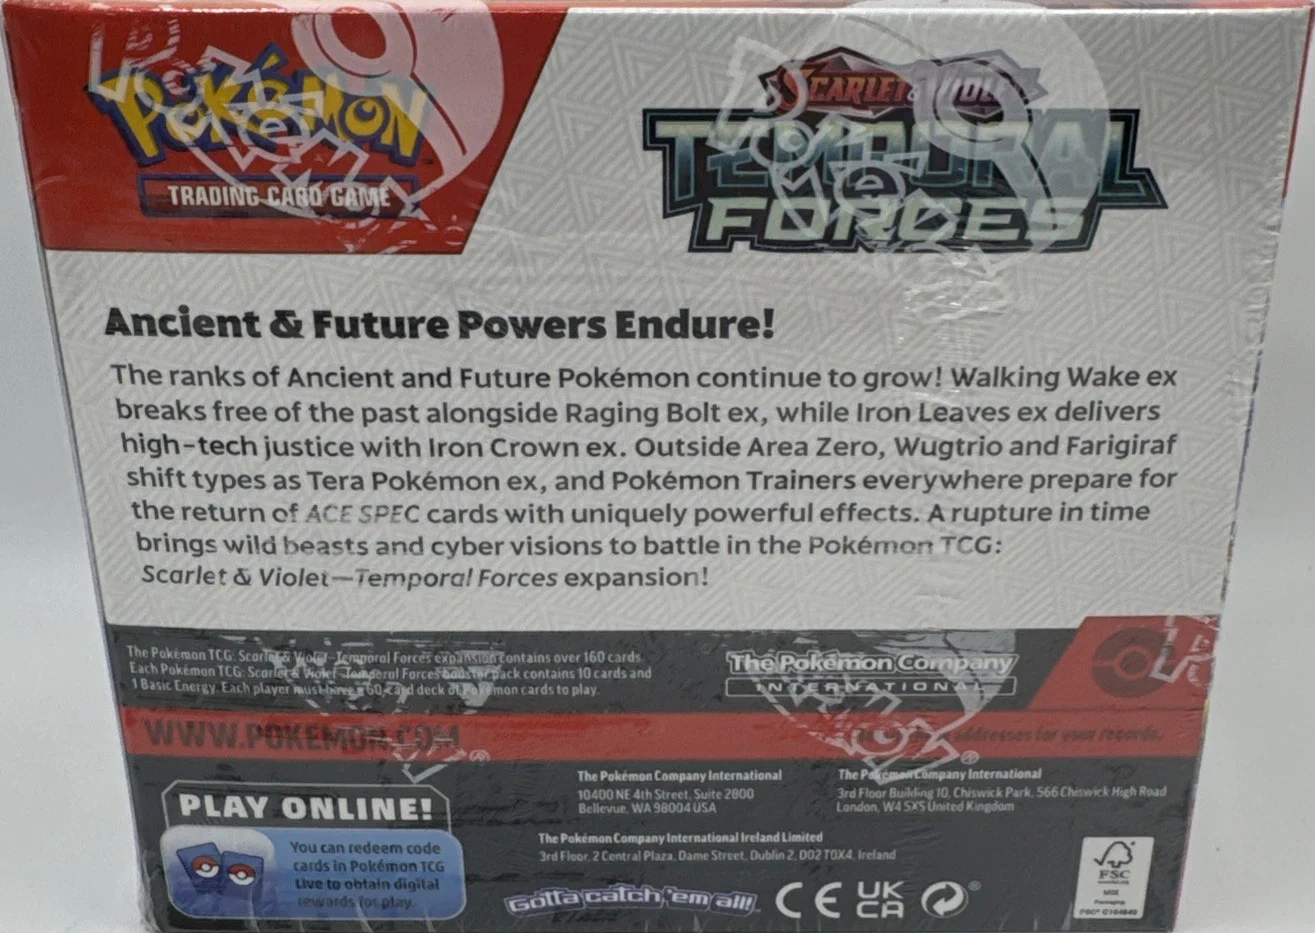 POKéMON
TRADING CARD GAME
SCARLET & VIOLET
TEMPORAL
FORCES
Ancient & Future Powers Endure!
The ranks of Ancient and Future Pokémon continue to grow! Walking Wake ex
breaks free of the past alongside Raging Bolt ex, while Iron Leaves ex delivers
high-tech justice with Iron Crown ex. Outside Area Zero, Wugtrio and Farigiraf
shift types as Tera Pokémon ex, and Pokémon Trainers everywhere prepare for
the return of ACE SPEC cards with uniquely powerful effects. A rupture in time
brings wild beasts and cyber visions to battle in the Pokémon TCG:
Scarlet & Violet—Temporal Forces expansion!
The Pokémon TCG: Scarlet & Violet—Temporal Forces expansion contains over 160 cards.
Each Pokémon TCG: Scarlet & Violet—Temporal Forces booster pack contains 10 cards and
1 Basic Energy. Each player must have a 60-card deck of Pokémon cards to play.
The Pokémon Company
INTERNATIONAL
WWW.POKEMON.COM
addresses for your records.
The Pokémon Company International
10400 NE 4th Street, Suite 2800
Bellevue, WA 98004 USA
The Pokémon Company International
3rd Floor Building 10, Chiswick Park, 566 Chiswick High Road
London, W4 5XS United Kingdom
PLAY ONLINE!
You can redeem code
cards in Pokémon TCG
Live to obtain digital
rewards for play.
The Pokémon Company International Ireland Limited
3rd Floor, 2 Central Plaza, Dame Street, Dublin 2, D02 T0X4, Ireland
Gotta catch 'em all!
CE
UK
CA
FSC
MIX
Packaging